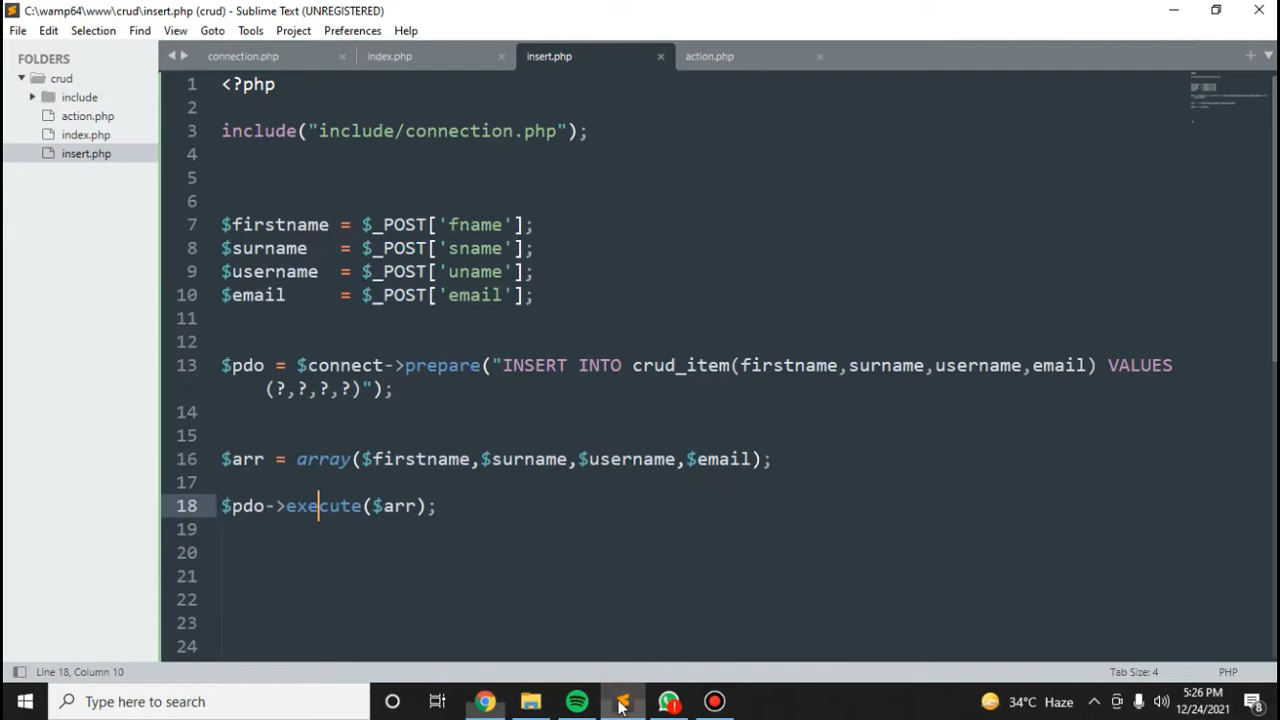 C:\wamp64\www\crud\insert.php (crud) - Sublime Text (UNREGISTERED)
File Edit Selection Find View Goto Tools Project Preferences Help
FOLDERS
crud
include
action.php
index.php
insert.php
connection.php index.php insert.php action.php
1 <?php
2
3 include("include/connection.php");
4
5
6
7 $firstname = $_POST['fname'];
8 $surname = $_POST['sname'];
9 $username = $_POST['uname'];
10 $email = $_POST['email'];
11
12
13 $pdo = $connect->prepare("INSERT INTO crud_item(firstname,surname,username,email) VALUES
(?,?,?,?)");
14
15
16 $arr = array($firstname,$surname,$username,$email);
17
18 $pdo->execute($arr);
19
20
21
22
23
24
Line 18, Column 10 Tab Size: 4 PHP
Type here to search
34°C Haze
5:26 PM
12/24/2021
8